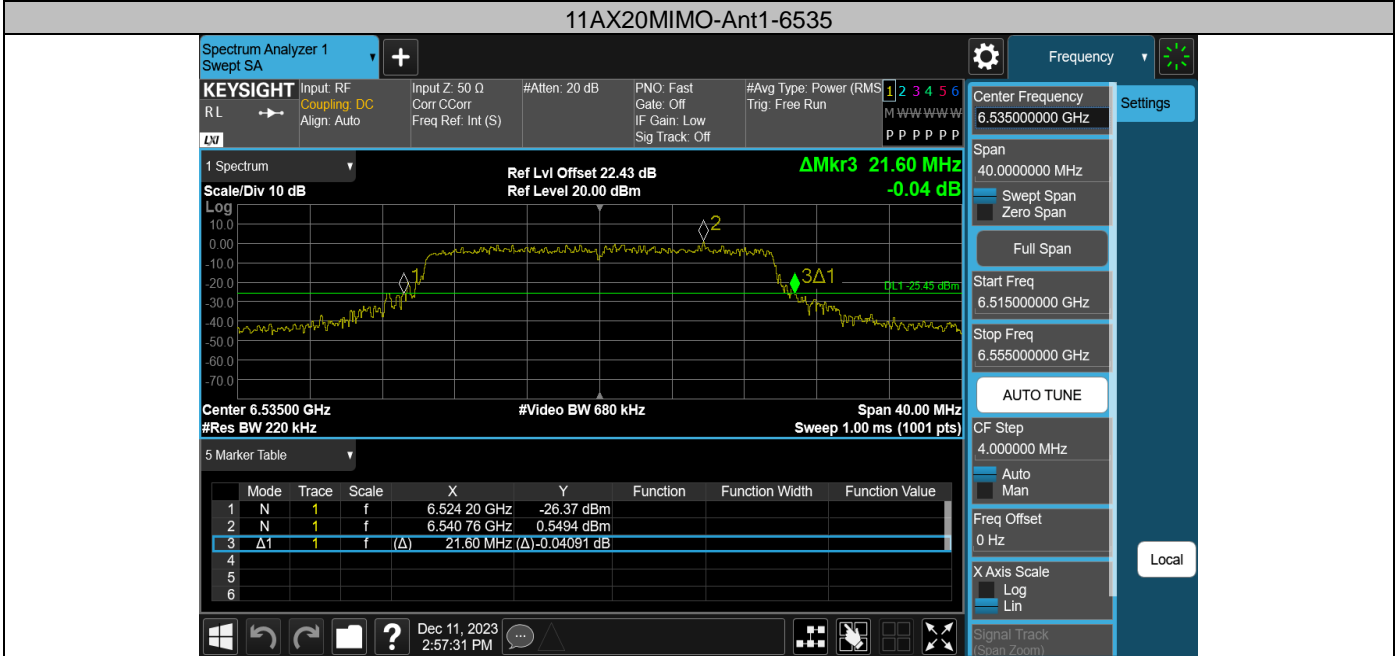 11AX20MIMO-Ant1-6535
Spectrum Analyzer 1
Swept SA
+
Frequency
KEYSIGHT
RL
LXI
Input: RF
Coupling: DC
Align: Auto
Input Z: 50 Ω
Corr CCorr
Freq Ref: Int (S)
#Atten: 20 dB
PNO: Fast
Gate: Off
IF Gain: Low
Sig Track: Off
#Avg Type: Power (RMS
Trig: Free Run
1 2 3 4 5 6
M W W W W W
P P P P P P
1 Spectrum
Scale/Div 10 dB
Ref Lvl Offset 22.43 dB
Ref Level 20.00 dBm
ΔMkr3 21.60 MHz
-0.04 dB
Log
10.0
0.00
-10.0
-20.0
-30.0
-40.0
-50.0
-60.0
-70.0
1
2
3Δ1
DL1 -25.45 dBm
Center 6.53500 GHz
#Video BW 680 kHz
Span 40.00 MHz
#Res BW 220 kHz
Sweep 1.00 ms (1001 pts)
5 Marker Table
Mode Trace Scale X Y Function Function Width Function Value
1 N 1 f 6.524 20 GHz -26.37 dBm
2 N 1 f 6.540 76 GHz 0.5494 dBm
3 Δ1 1 f (Δ) 21.60 MHz (Δ) -0.04091 dB
4
5
6
?
Dec 11, 2023
2:57:31 PM
Center Frequency
6.535000000 GHz
Settings
Span
40.0000000 MHz
Swept Span
Zero Span
Full Span
Start Freq
6.515000000 GHz
Stop Freq
6.555000000 GHz
AUTO TUNE
CF Step
4.000000 MHz
Auto
Man
Freq Offset
0 Hz
X Axis Scale
Log
Lin
Signal Track
(Span Zoom)
Local